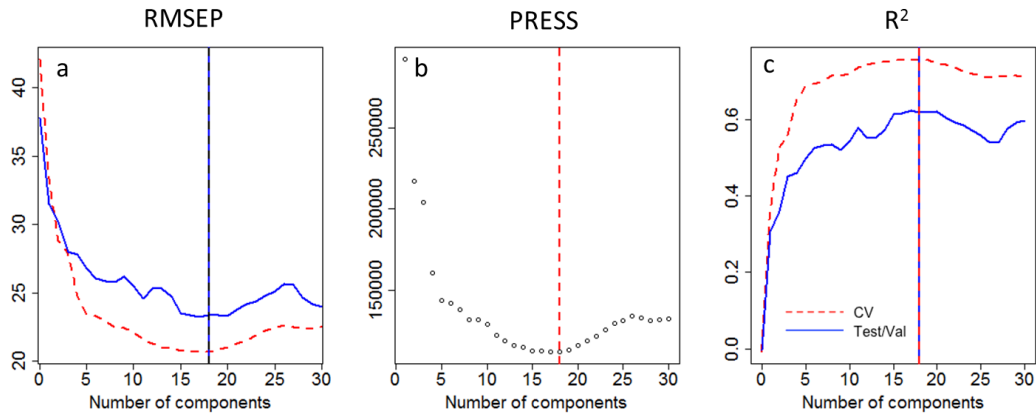 RMSEP
PRESS
R²
a
b
c
40
35
30
25
20
0 5 10 15 20 25 30
Number of components
250000
200000
150000
0 5 10 15 20 25 30
Number of components
0.6
0.4
0.2
0.0
CV
Test/Val
0 5 10 15 20 25 30
Number of components